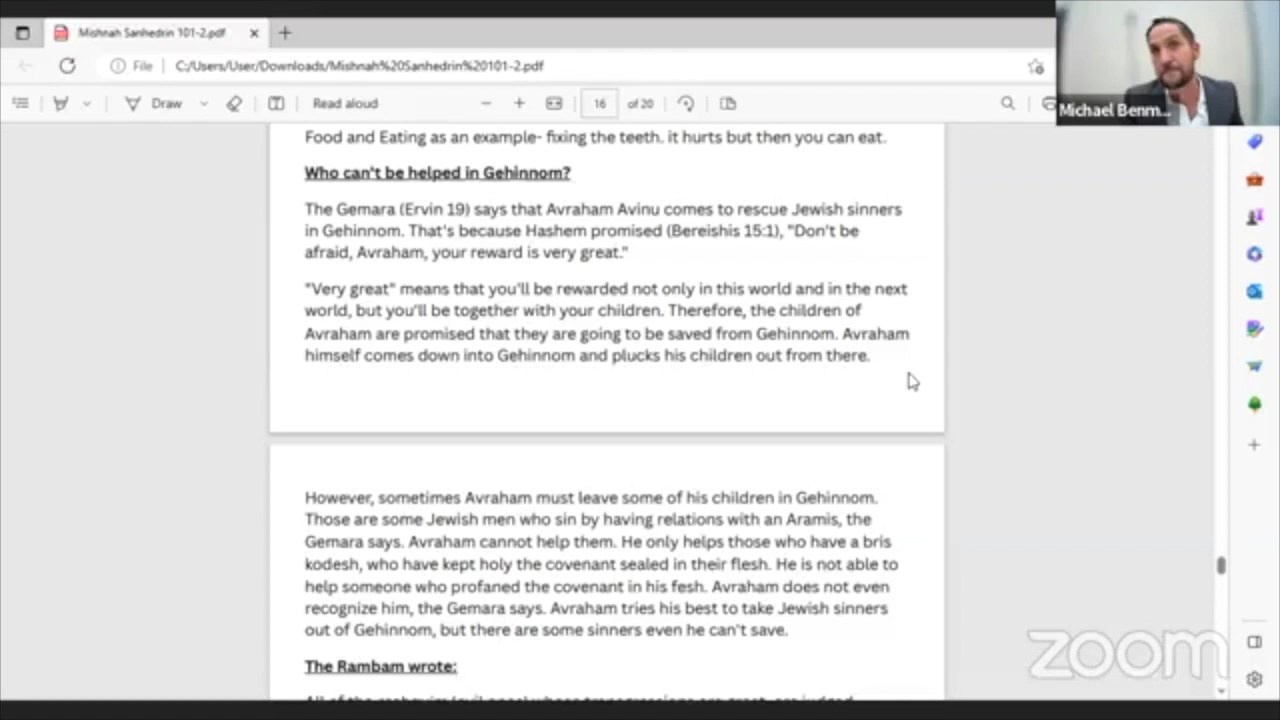 Mishnah Sanhedrin 101-2.pdf
File
C:/Users/User/Downloads/Mishnah%20Sanhedrin%20101-2.pdf
Draw
Read aloud
16
of 20
Michael Benm...
Food and Eating as an example- fixing the teeth. it hurts but then you can eat.
Who can't be helped in Gehinnom?
The Gemara (Ervin 19) says that Avraham Avinu comes to rescue Jewish sinners
in Gehinnom. That's because Hashem promised (Bereishis 15:1), "Don't be
afraid, Avraham, your reward is very great."
"Very great" means that you'll be rewarded not only in this world and in the next
world, but you'll be together with your children. Therefore, the children of
Avraham are promised that they are going to be saved from Gehinnom. Avraham
himself comes down into Gehinnom and plucks his children out from there.
However, sometimes Avraham must leave some of his children in Gehinnom.
Those are some Jewish men who sin by having relations with an Aramis, the
Gemara says. Avraham cannot help them. He only helps those who have a bris
kodesh, who have kept holy the covenant sealed in their flesh. He is not able to
help someone who profaned the covenant in his fesh. Avraham does not even
recognize him, the Gemara says. Avraham tries his best to take Jewish sinners
out of Gehinnom, but there are some sinners even he can't save.
The Rambam wrote:
zoom